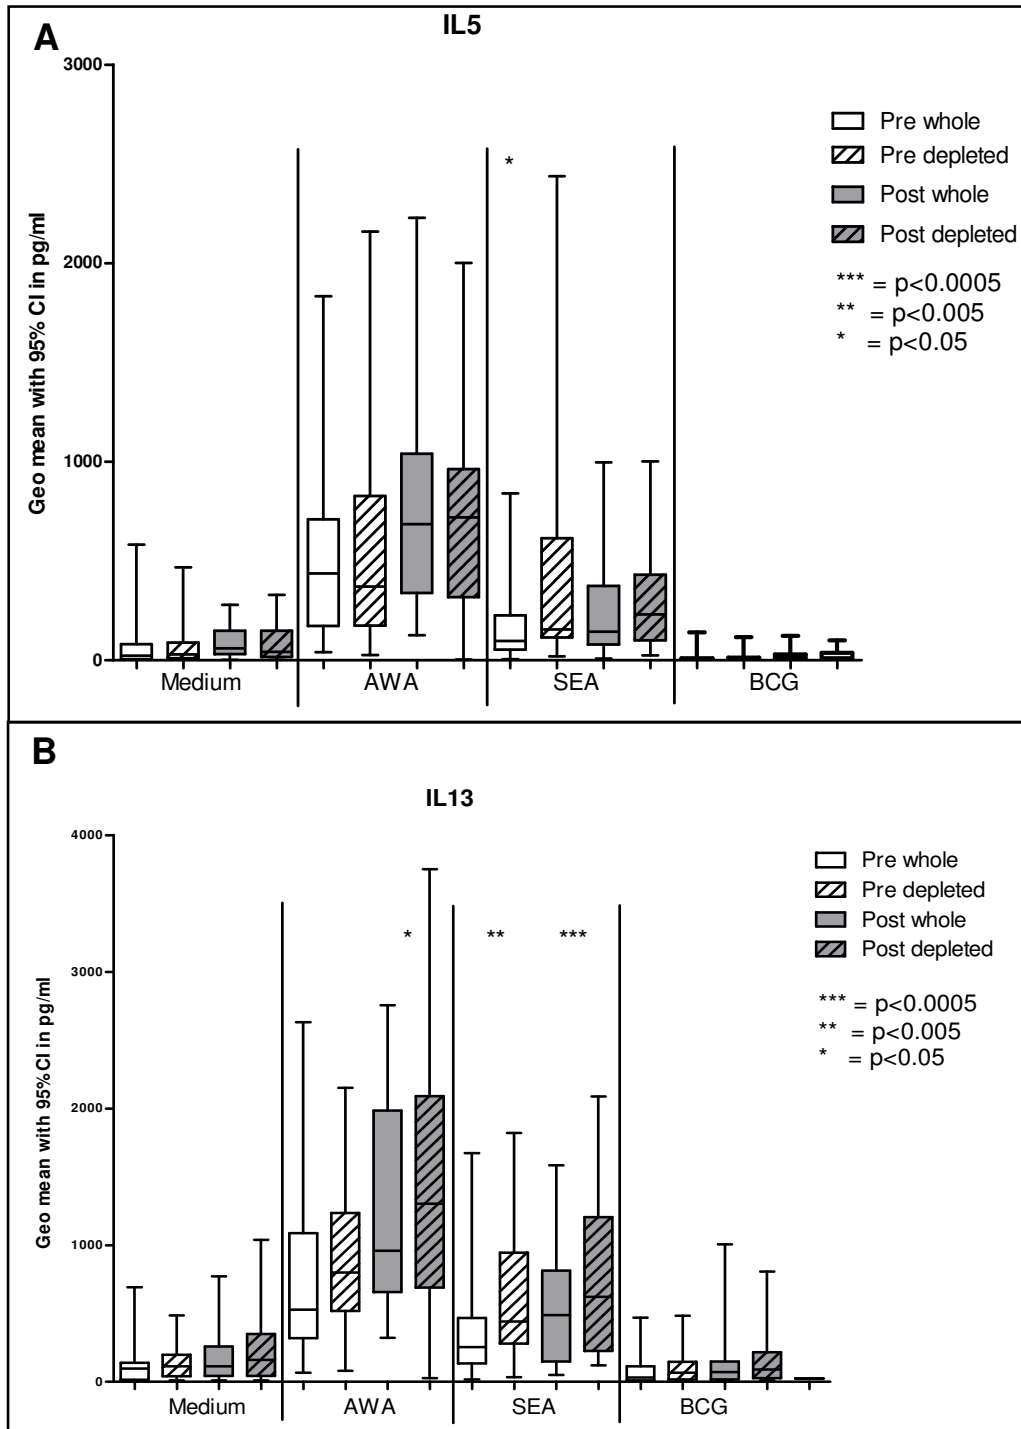 A
IL5
3000
2000
1000
0
Geo mean with 95% CI in pg/ml
*
Pre whole
Pre depleted
Post whole
Post depleted
*** = p<0.0005
** = p<0.005
* = p<0.05
Medium AWA SEA BCG
B
IL13
4000
3000
2000
1000
0
Geo mean with 95%CI in pg/ml
* ** ***
Pre whole
Pre depleted
Post whole
Post depleted
*** = p<0.0005
** = p<0.005
* = p<0.05
Medium AWA SEA BCG